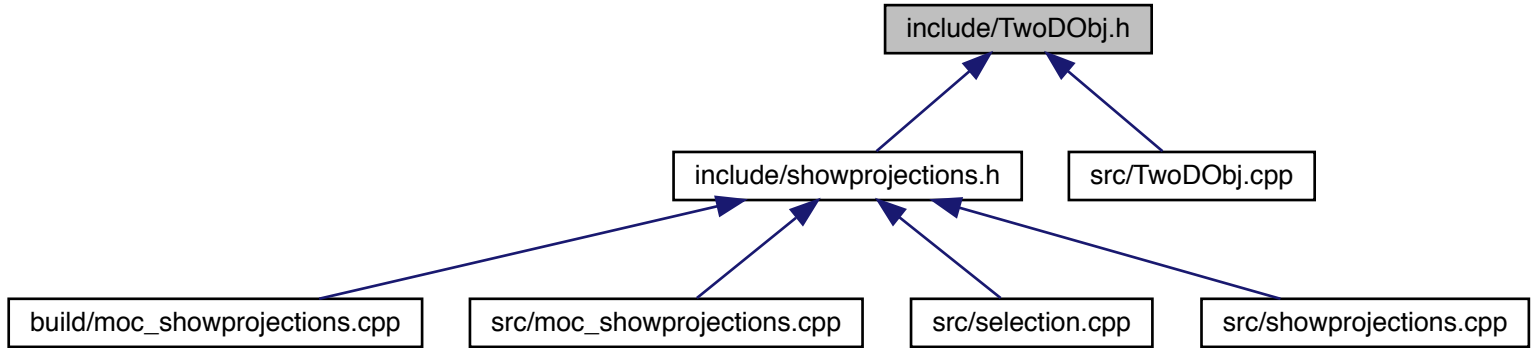 include/TwoDObj.h
include/showprojections.h
src/TwoDObj.cpp
build/moc_showprojections.cpp
src/moc_showprojections.cpp
src/selection.cpp
src/showprojections.cpp